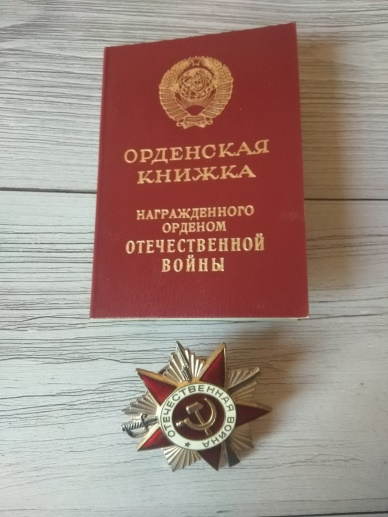 ОРДЕНСКАЯ
КНИЖКА
НАГРАЖДЕННОГО
ОРДЕНОМ
ОТЕЧЕСТВЕННОЙ
ВОЙНЫ
ОТЕЧЕСТВЕННАЯ ВОЙНА